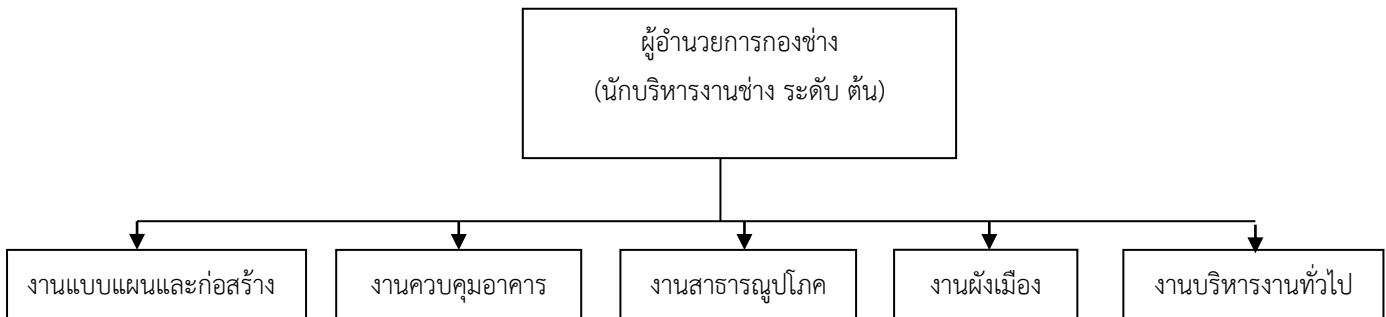 ผู้อำนวยการกองช่าง
(นักบริหารงานช่าง ระดับ ต้น)
งานแบบแผนและก่อสร้าง
งานควบคุมอาคาร
งานสาธารณูปโภค
งานผังเมือง
งานบริหารงานทั่วไป